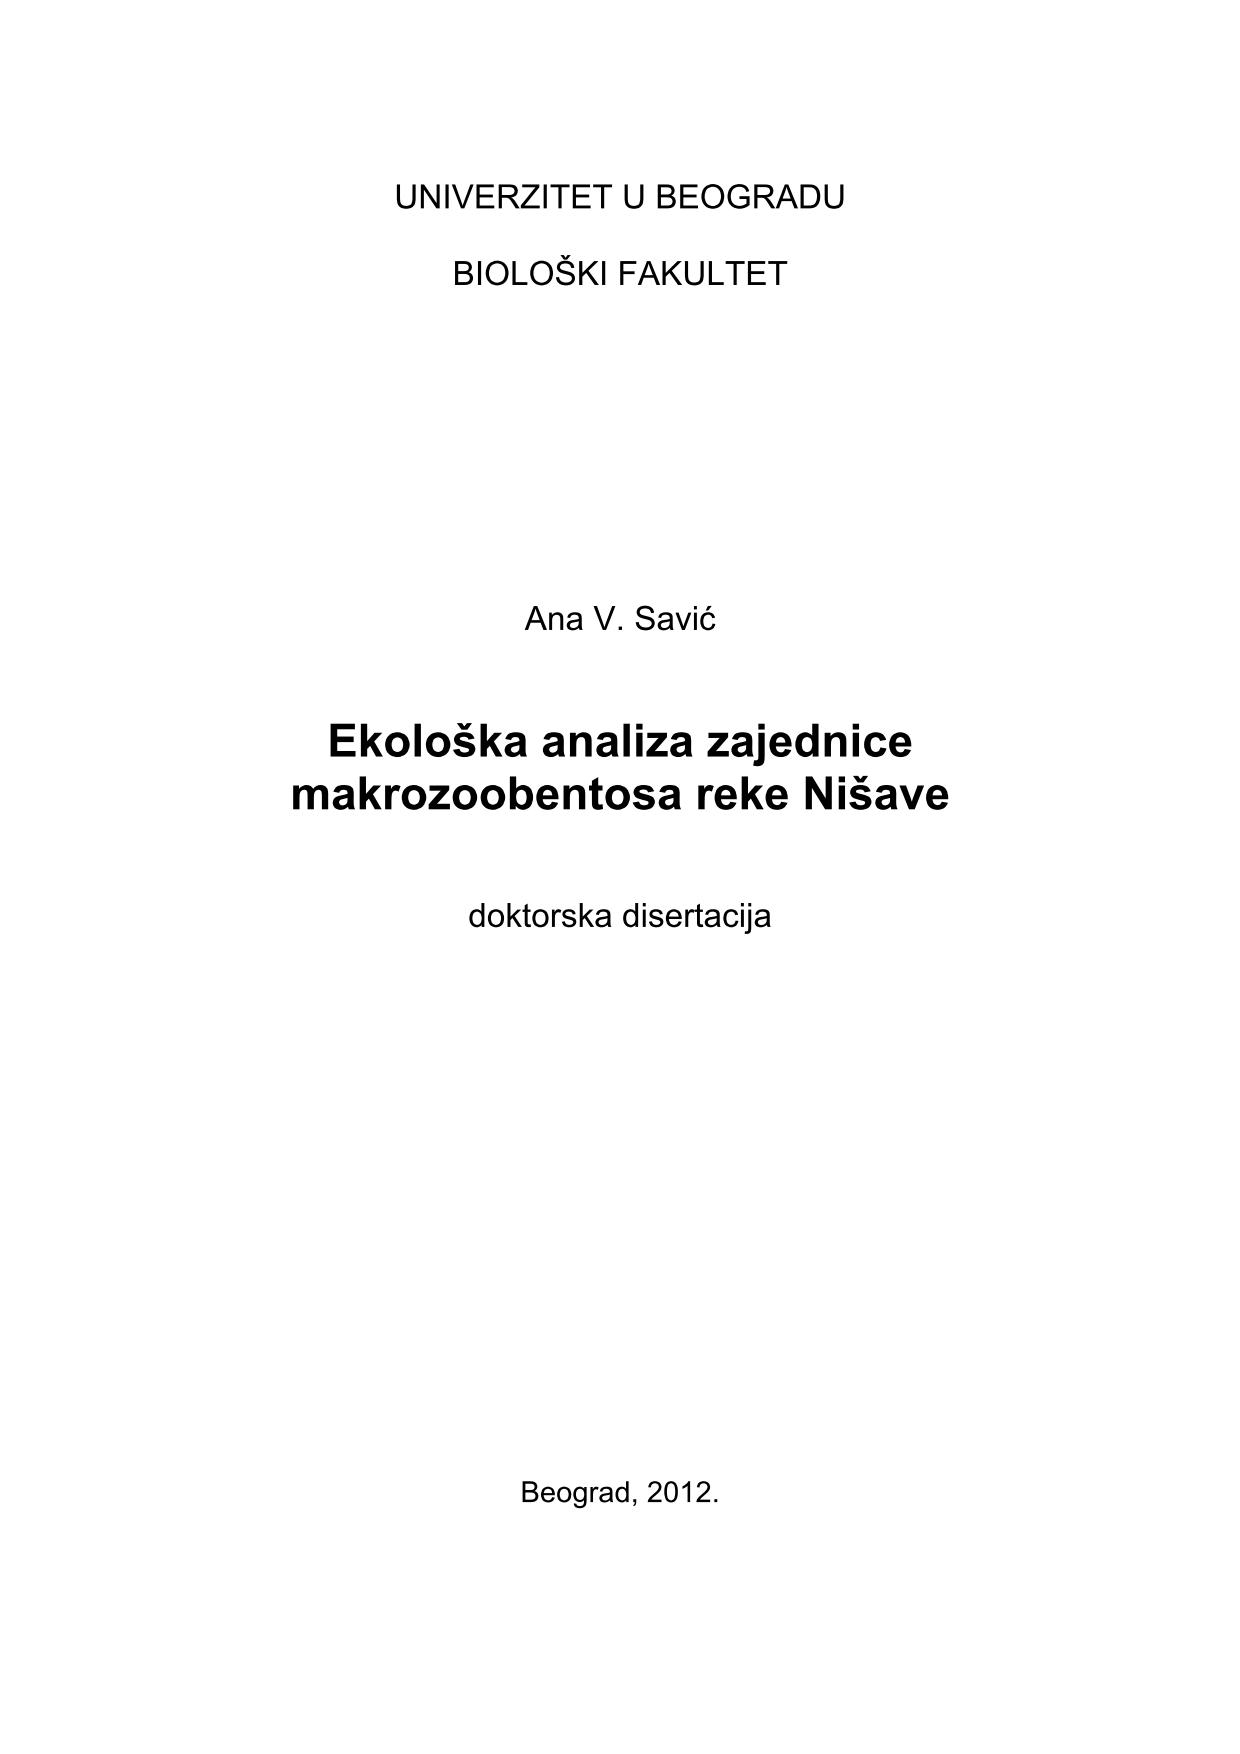 UNIVERZITET U BEOGRADU
BIOLOŠKI FAKULTET
Ana V. Savić
Ekološka analiza zajednice
makrozoobentosa reke Nišave
doktorska disertacija
Beograd, 2012.